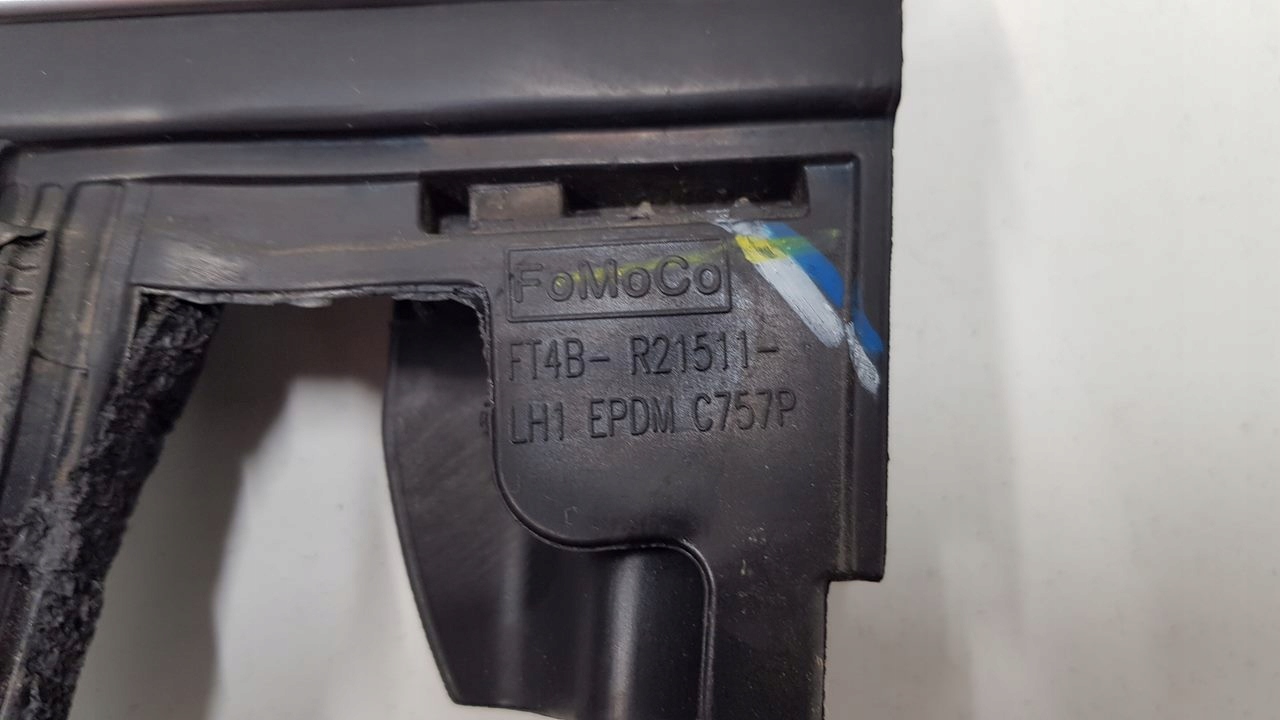 FoMoCo
FT4B- R21511-
LH1 EPDM C757P